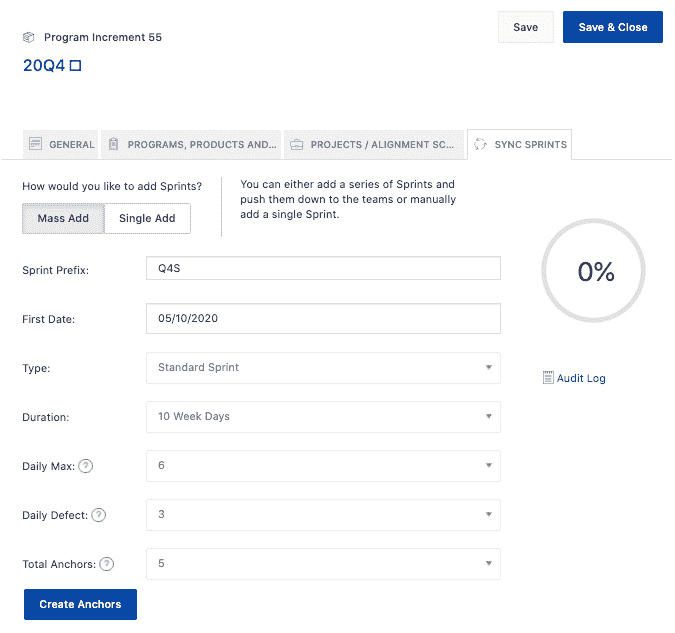 Save
Save & Close
Program Increment 55
20Q4
GENERAL
PROGRAMS, PRODUCTS AND...
PROJECTS / ALIGNMENT SC...
SYNC SPRINTS
How would you like to add Sprints?
Mass Add
Single Add
You can either add a series of Sprints and
push them down to the teams or manually
add a single Sprint.
Sprint Prefix:
Q4S
First Date:
05/10/2020
Type:
Standard Sprint
Duration:
10 Week Days
Daily Max: ?
6
Daily Defect: ?
3
Total Anchors: ?
5
Create Anchors
0%
Audit Log